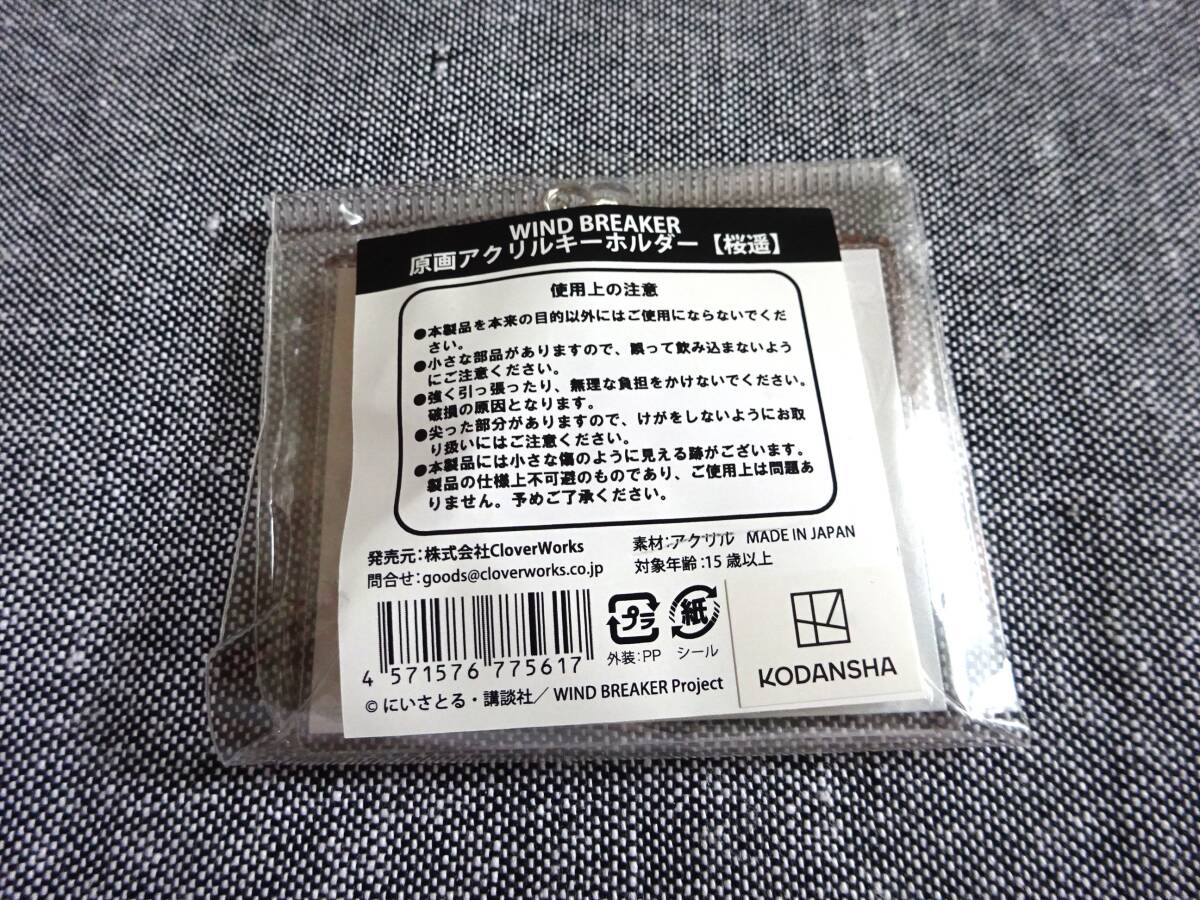 WIND BREAKER
原画アクリルキーホルダー【桜遥】
使用上の注意
●本製品を本来の目的以外にはご使用にならないでくだ
さい。
●小さな部品がありますので、誤って飲み込まないよう
にご注意ください。
●強く引っ張ったり、無理な負担をかけないでください。
破損の原因となります。
●尖った部分がありますので、けがをしないようにお取
り扱いにはご注意ください。
●本製品には小さな傷のように見える跡がございます。
製品の仕様上不可避のものであり、ご使用上は問題あ
りません。予めご了承ください。
発売元：株式会社CloverWorks
素材：アクリル MADE IN JAPAN
問合せ：goods@cloverworks.co.jp
対象年齢：15歳以上
プラ
紙
外装：PP
シール
4 571576 775617
© にいさとる・講談社／WIND BREAKER Project
KODANSHA